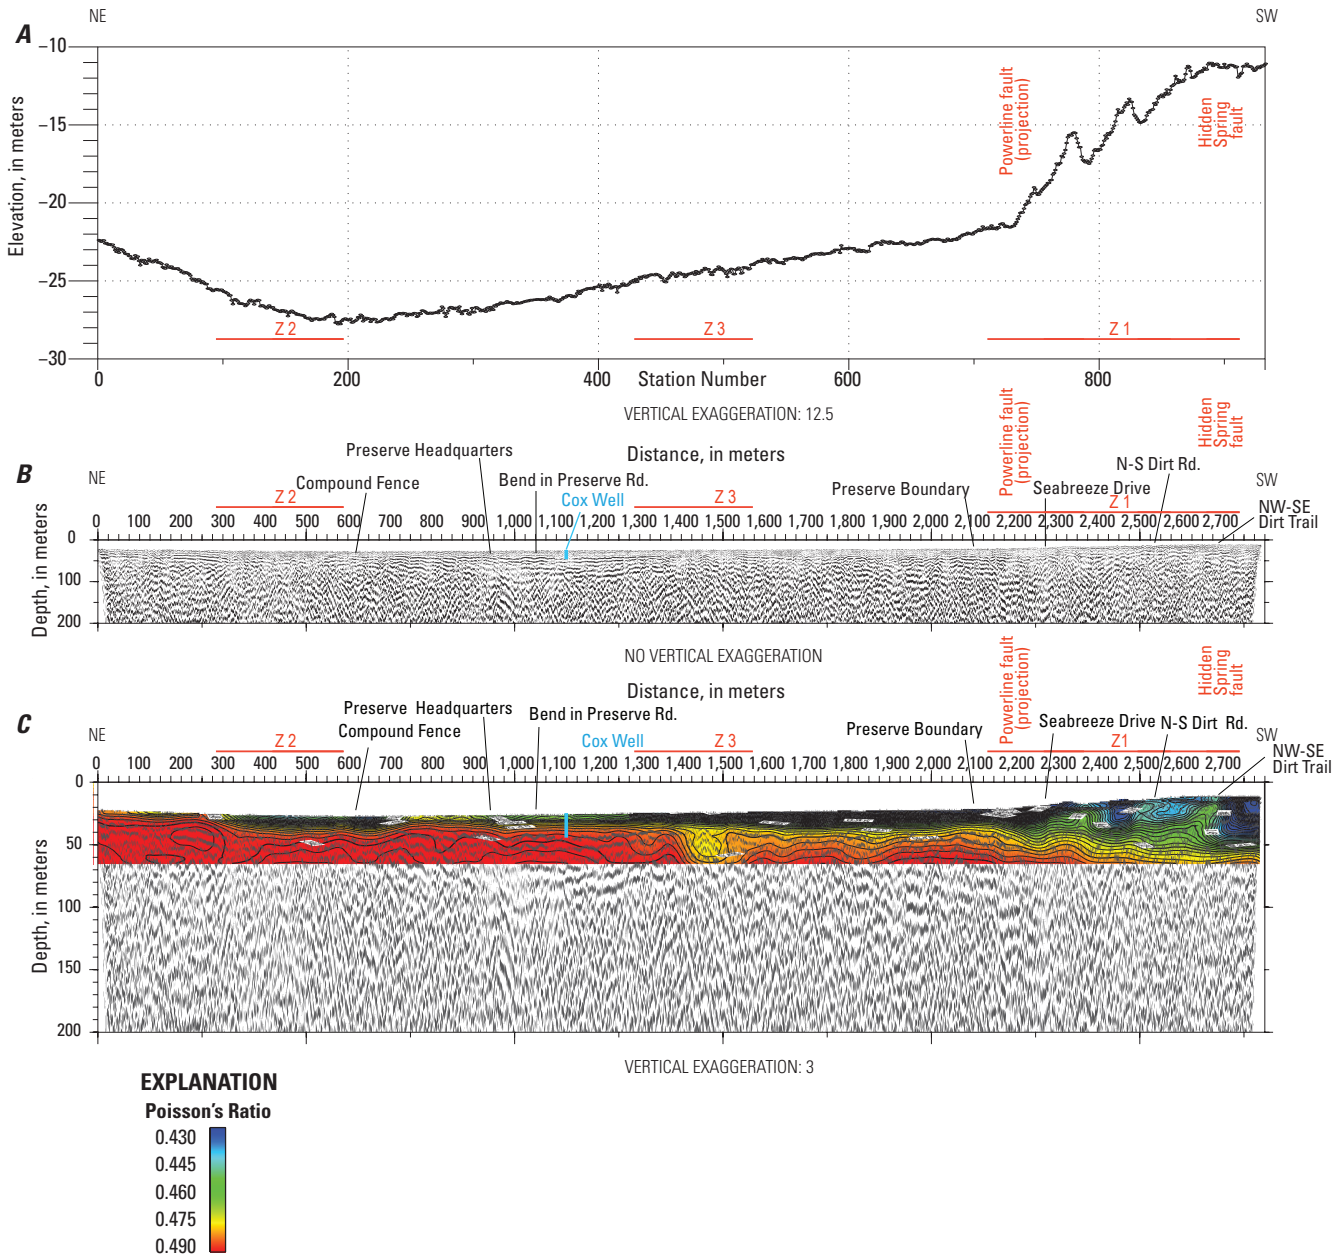 NE
SW
A
Elevation, in meters
–10
–15
–20
–25
–30
Powerline fault
(projection)
Hidden
Spring
fault
Z 2
Z 3
Z 1
0
200
400
Station Number
600
800
VERTICAL EXAGGERATION: 12.5
Powerline fault
(projection)
Hidden
Spring
fault
B
NE
Distance, in meters
SW
Preserve Headquarters
Compound Fence
Bend in Preserve Rd.
Cox Well
Preserve Boundary
Seabreeze Drive
N-S Dirt Rd.
NW-SE
Dirt Trail
Z 2
Z 3
Z 1
0 100 200 300 400 500 600 700 800 900 1,000 1,100 1,200 1,300 1,400 1,500 1,600 1,700 1,800 1,900 2,000 2,100 2,200 2,300 2,400 2,500 2,600 2,700
Depth, in meters
0
100
200
NO VERTICAL EXAGGERATION
Powerline fault
(projection)
Hidden
Spring
fault
C
NE
Distance, in meters
SW
Preserve Headquarters
Compound Fence
Bend in Preserve Rd.
Cox Well
Preserve Boundary
Seabreeze Drive
N-S Dirt Rd.
NW-SE
Dirt Trail
Z 2
Z 3
Z1
0 100 200 300 400 500 600 700 800 900 1,000 1,100 1,200 1,300 1,400 1,500 1,600 1,700 1,800 1,900 2,000 2,100 2,200 2,300 2,400 2,500 2,600 2,700
Depth, in meters
0
50
100
150
200
VERTICAL EXAGGERATION: 3
EXPLANATION
Poisson's Ratio
0.430
0.445
0.460
0.475
0.490